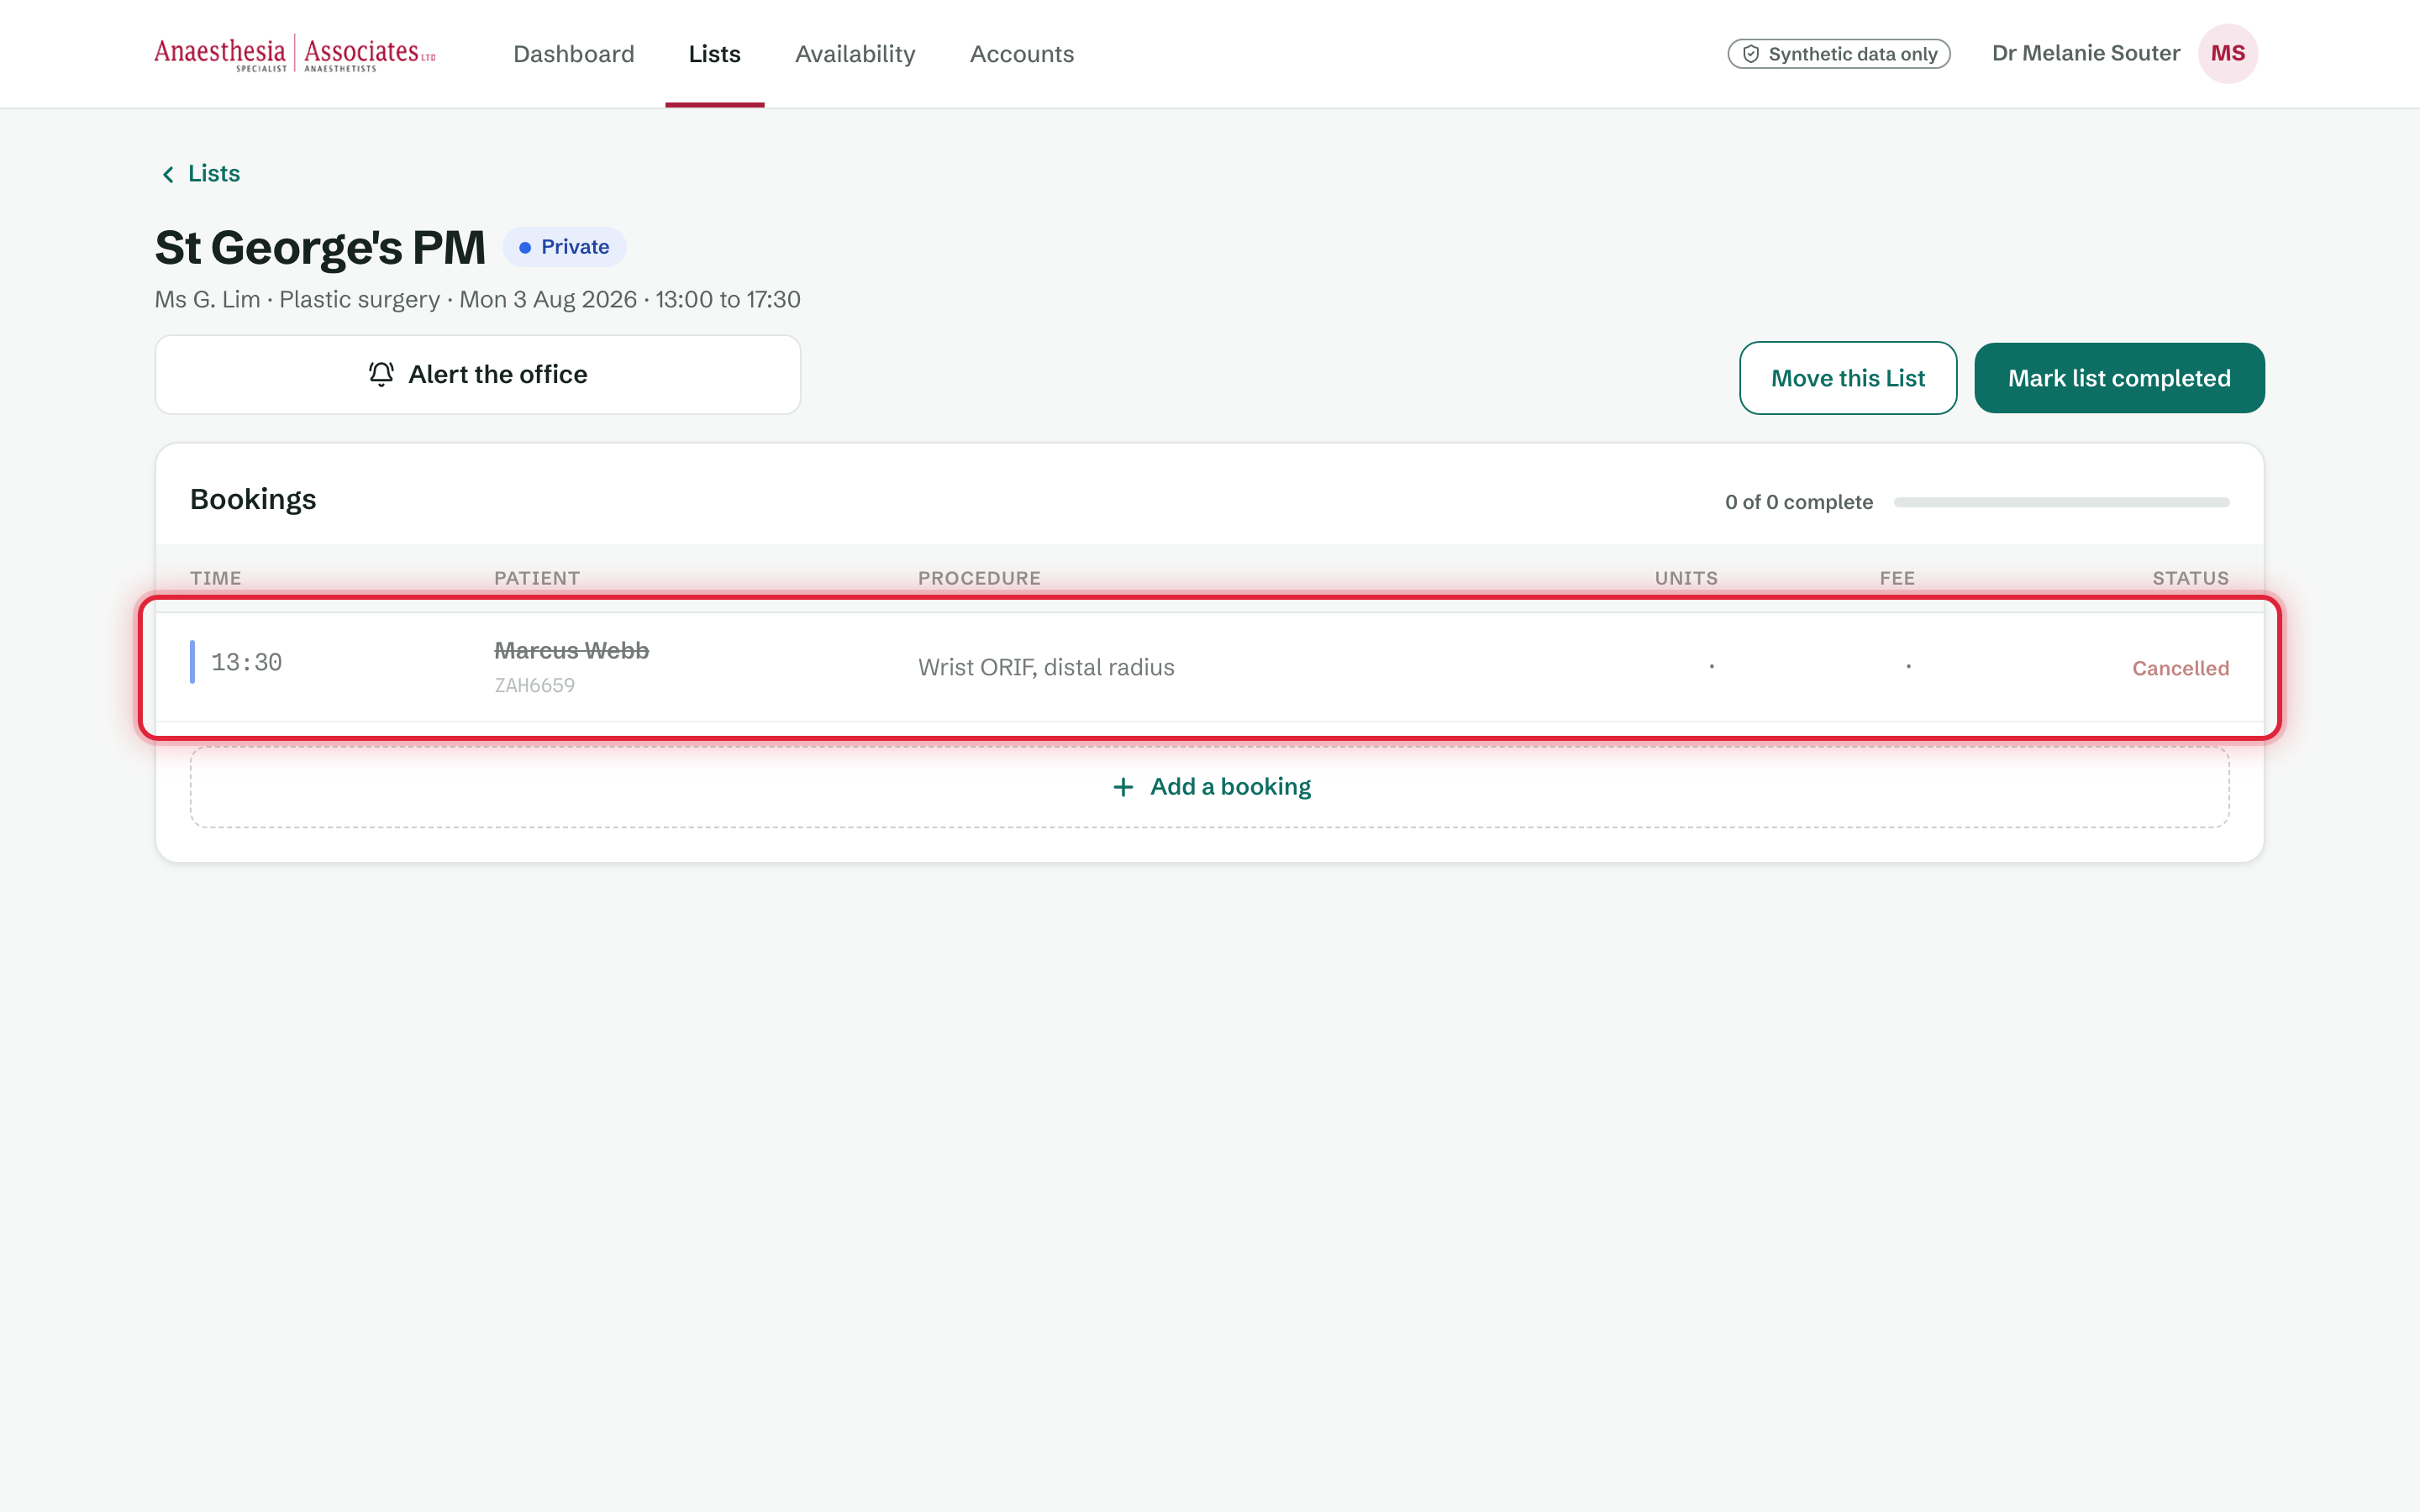 Anaesthesia Associates LTD
SPECIALIST ANAESTHETISTS
Dashboard
Lists
Availability
Accounts
Synthetic data only
Dr Melanie Souter
MS
Lists
St George's PM
Private
Ms G. Lim · Plastic surgery · Mon 3 Aug 2026 · 13:00 to 17:30
Alert the office
Move this List
Mark list completed
Bookings
0 of 0 complete
TIME PATIENT PROCEDURE UNITS FEE STATUS
13:30 Marcus Webb Wrist ORIF, distal radius · · Cancelled
ZAH6659
+ Add a booking